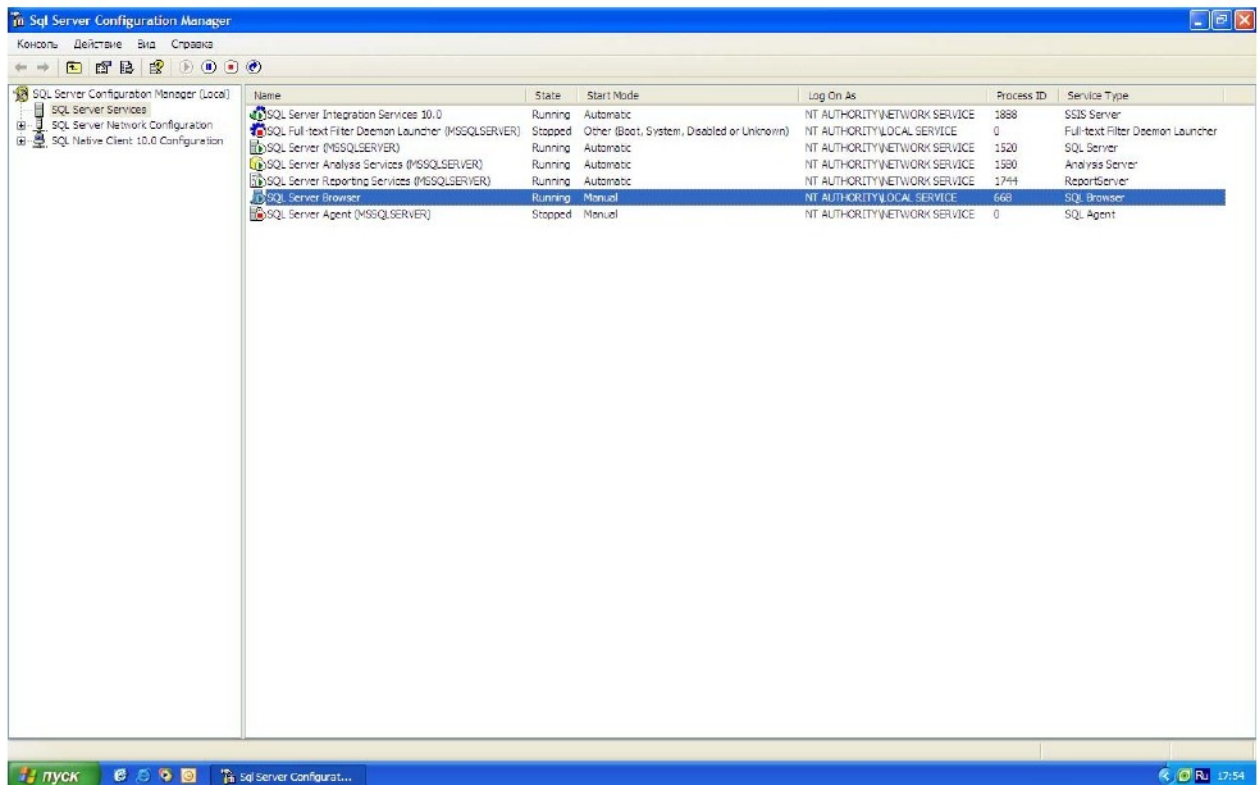 Sql Server Configuration Manager
Консоль Действие Вид Справка
SQL Server Configuration Manager (Local)
SQL Server Services
SQL Server Network Configuration
SQL Native Client 10.0 Configuration
Name State Start Mode Log On As Process ID Service Type
SQL Server Integration Services 10.0 Running Automatic NT AUTHORITY\NETWORK SERVICE 1888 SSIS Server
SQL Full-text Filter Daemon Launcher (MSSQLSERVER) Stopped Other (Boot, System, Disabled or Unknown) NT AUTHORITY\LOCAL SERVICE 0 Full-text Filter Daemon Launcher
SQL Server (MSSQLSERVER) Running Automatic NT AUTHORITY\NETWORK SERVICE 1520 SQL Server
SQL Server Analysis Services (MSSQLSERVER) Running Automatic NT AUTHORITY\NETWORK SERVICE 1580 Analysis Server
SQL Server Reporting Services (MSSQLSERVER) Running Automatic NT AUTHORITY\NETWORK SERVICE 1744 ReportServer
SQL Server Browser Running Manual NT AUTHORITY\LOCAL SERVICE 668 SQL Browser
SQL Server Agent (MSSQLSERVER) Stopped Manual NT AUTHORITY\NETWORK SERVICE 0 SQL Agent
пуск Sql Server Configurat... Ru 17:54